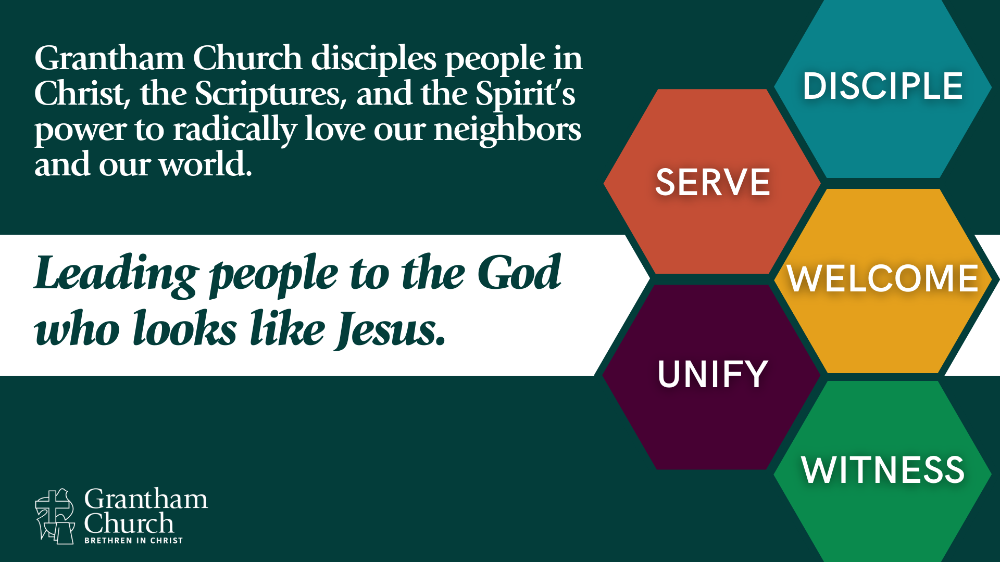 Grantham Church disciples people in
Christ, the Scriptures, and the Spirit’s
power to radically love our neighbors
and our world.
Leading people to the God
who looks like Jesus.
DISCIPLE
SERVE
WELCOME
UNIFY
WITNESS
Grantham
Church
BRETHREN IN CHRIST